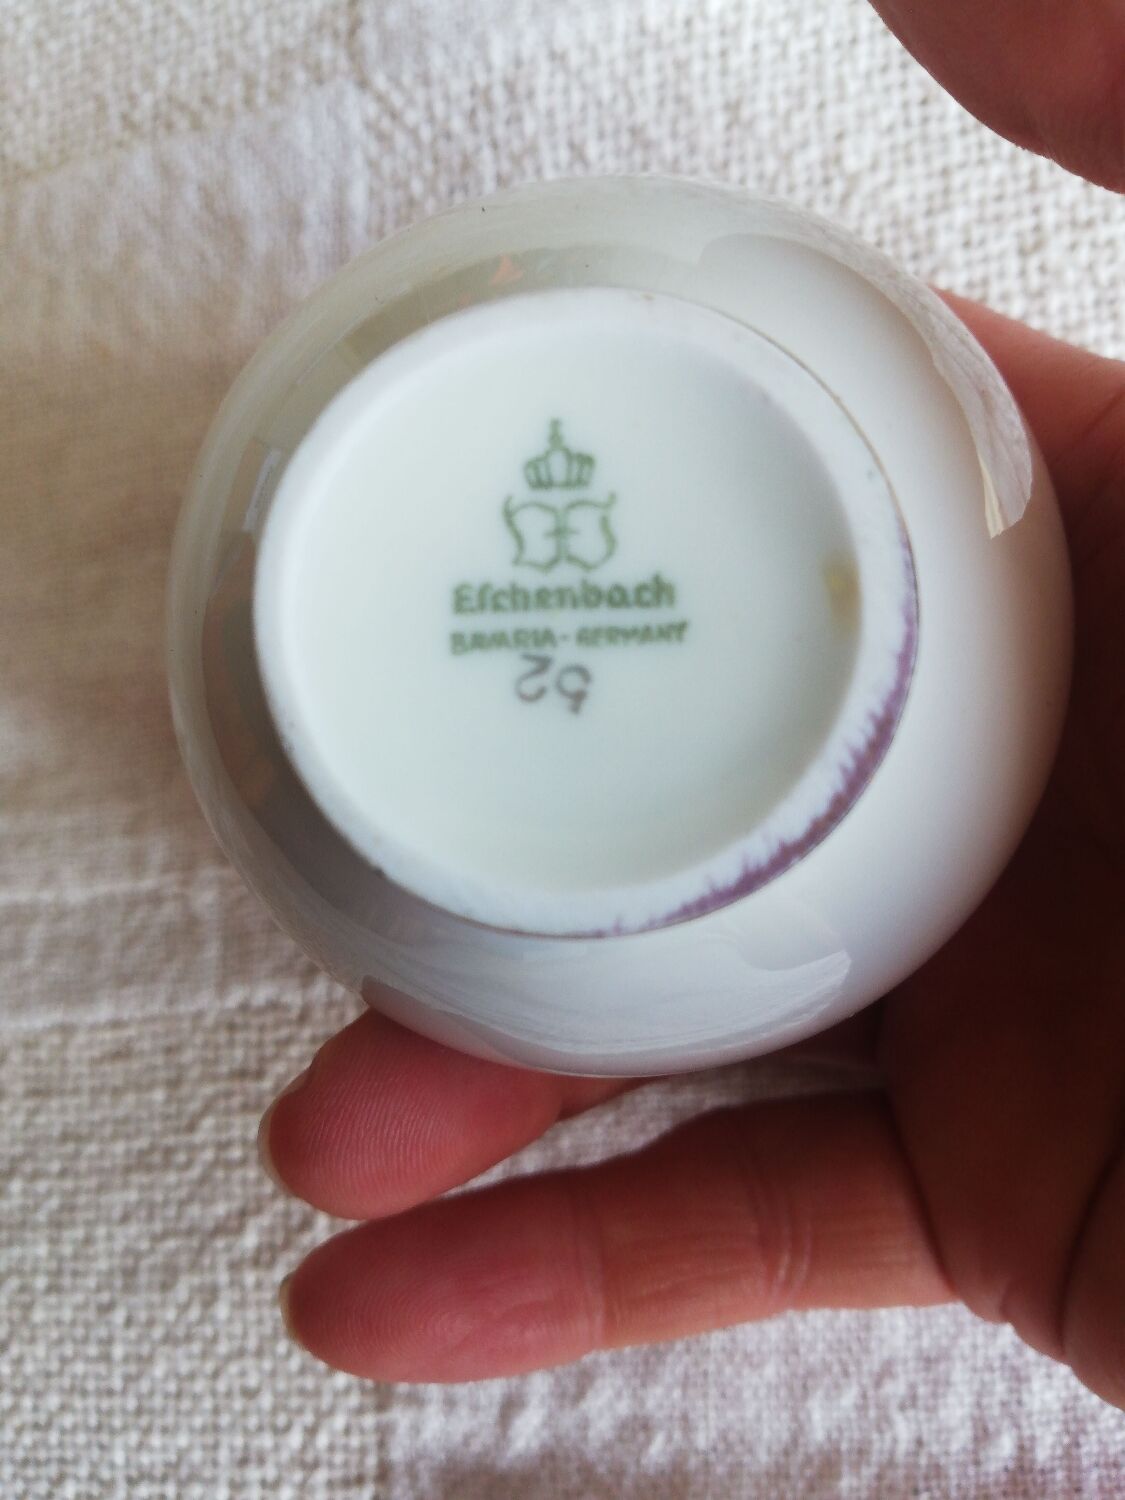 Eſchenbach
BAVARIA - GERMANY
52